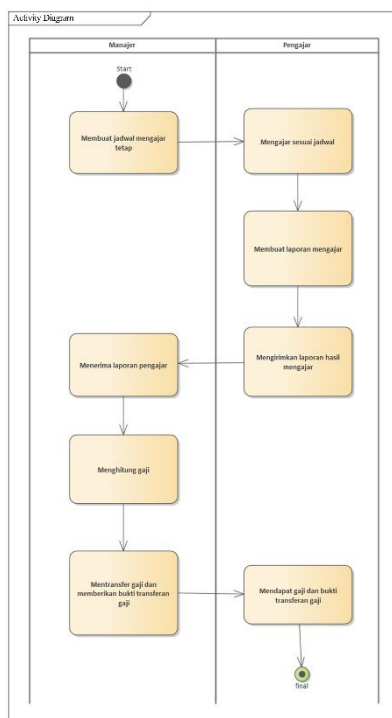 Activity Diagram
Manajer
Pengajar
Start
Membuat jadwal mengajar
tetap
Mengajar sesuai jadwal
Membuat laporan mengajar
Mengirimkan laporan hasil
mengajar
Menerima laporan pengajar
Menghitung gaji
Mentransfer gaji dan
memberikan bukti transferan
gaji
Mendapat gaji dan bukti
transferan gaji
final